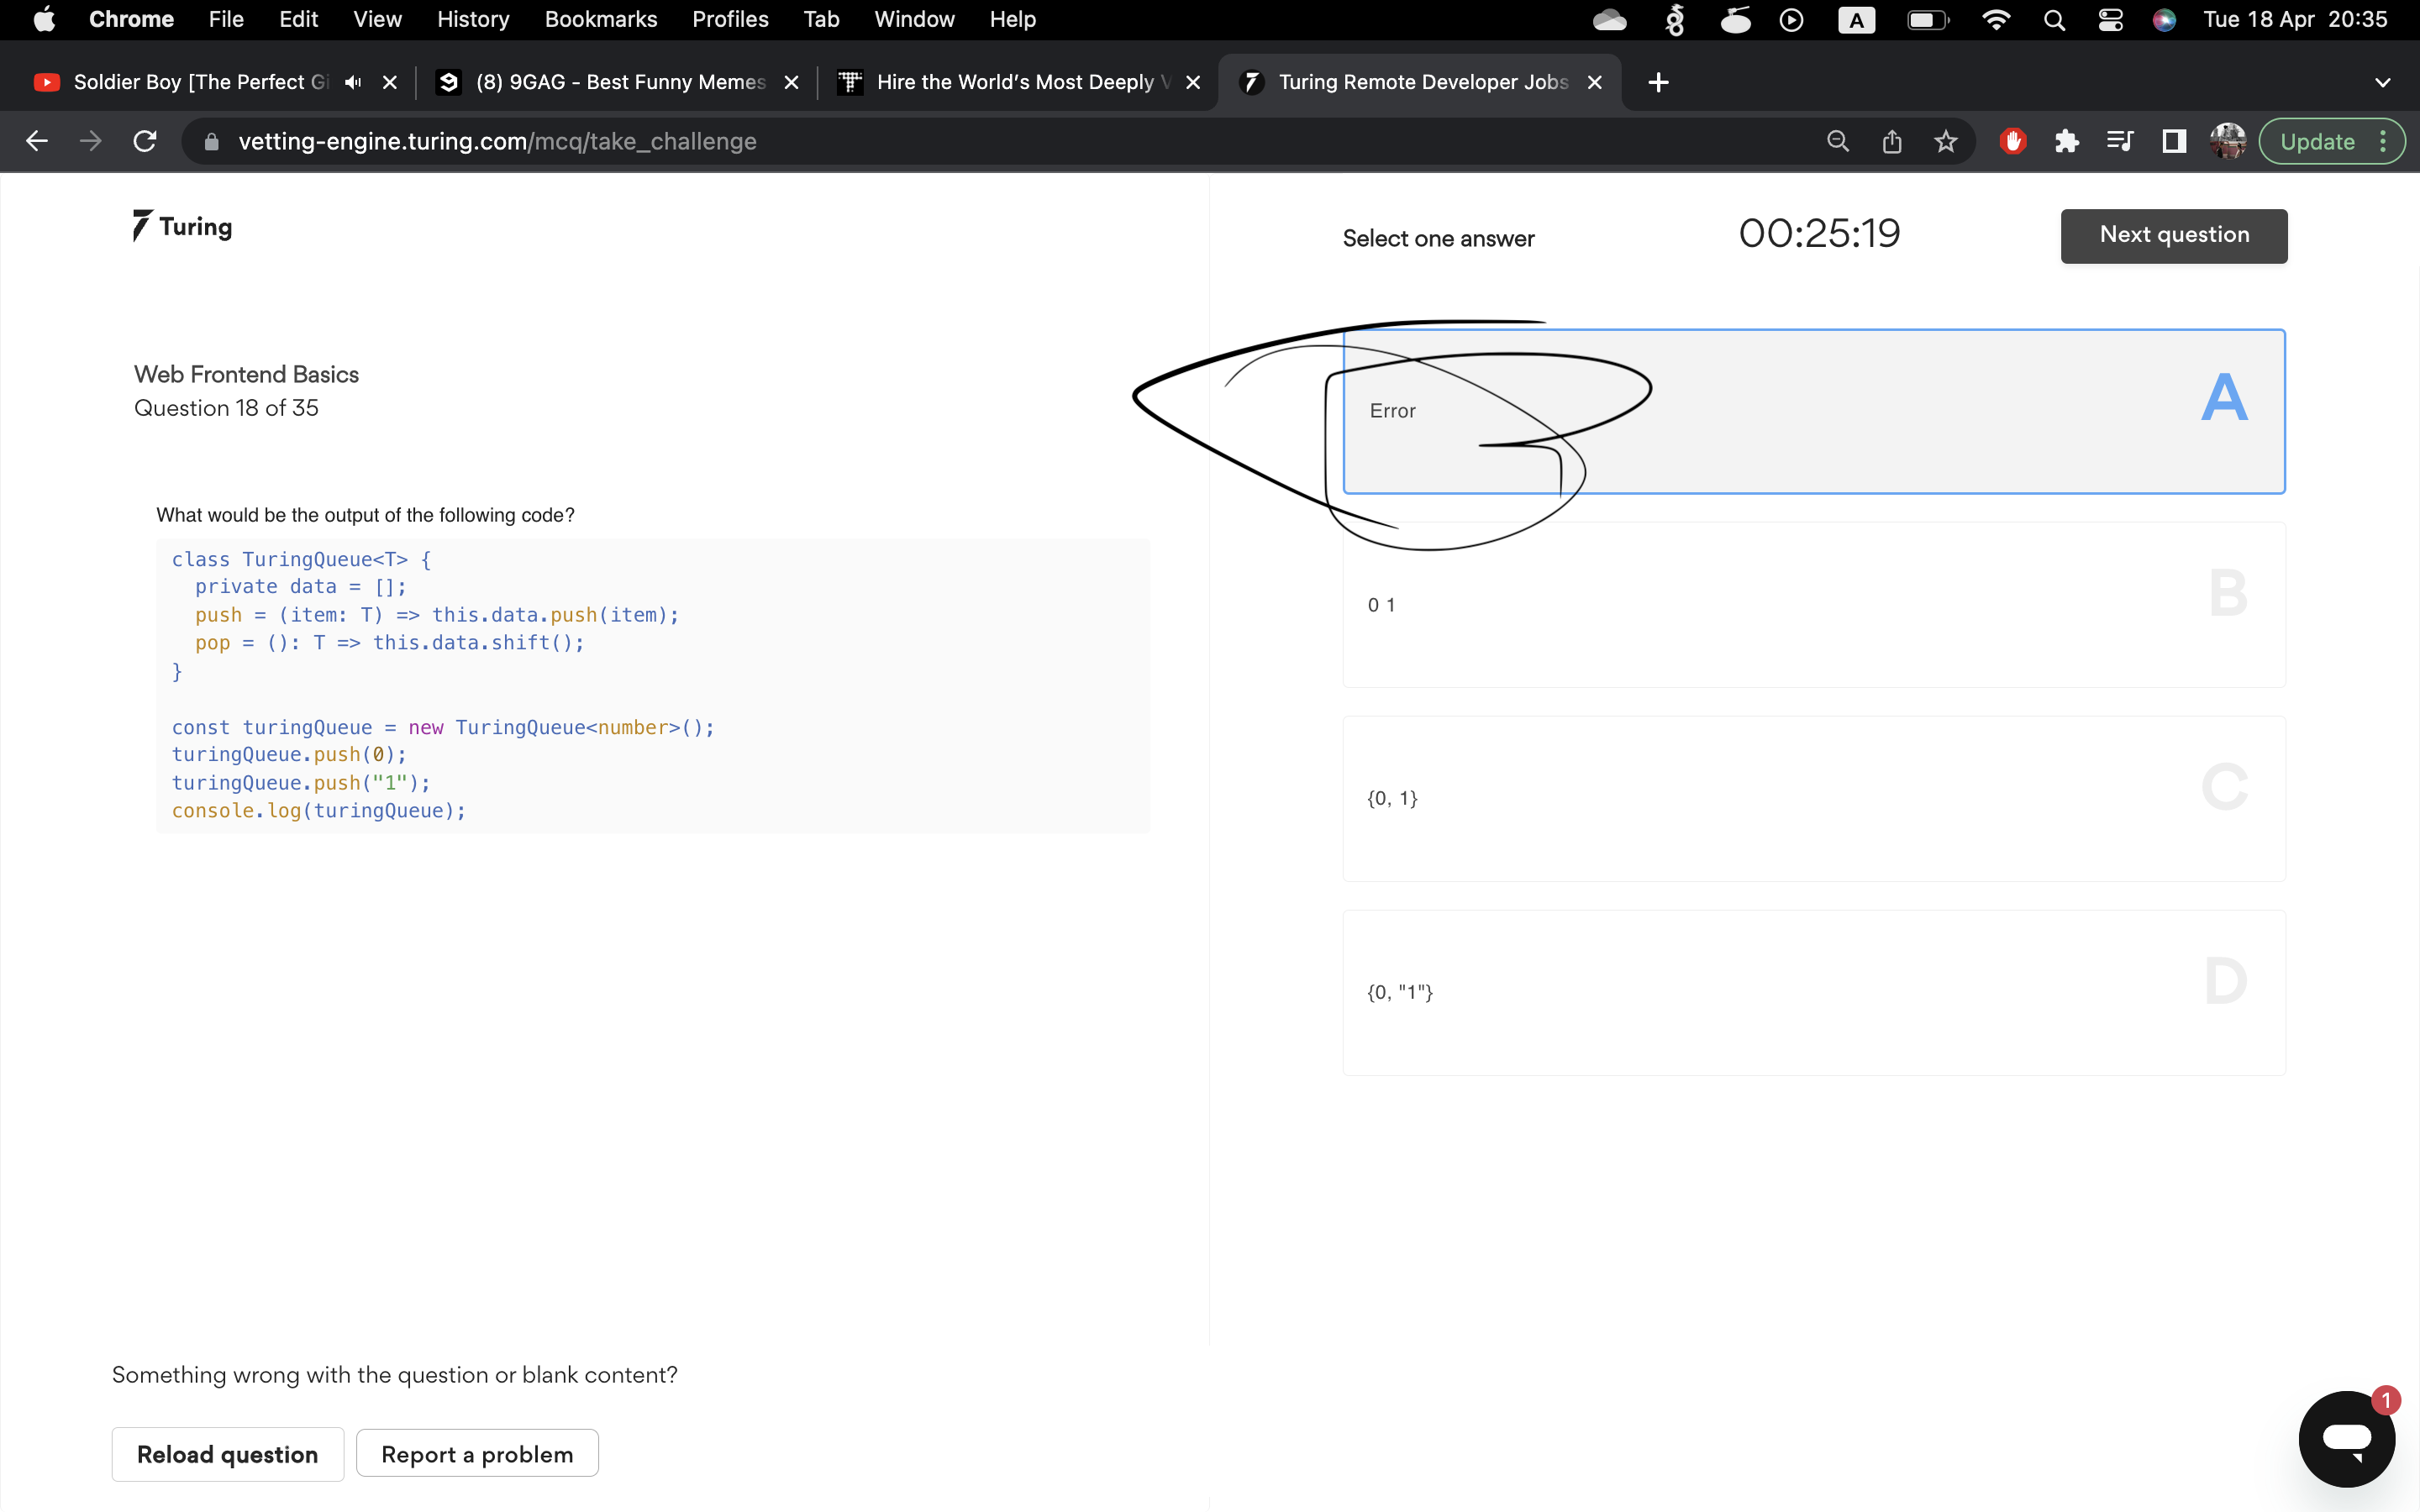 Chrome File Edit View History Bookmarks Profiles Tab Window Help A Tue 18 Apr 20:35
Soldier Boy [The Perfect Gi (8) 9GAG - Best Funny Memes Hire the World's Most Deeply V Turing Remote Developer Jobs
vetting-engine.turing.com/mcq/take_challenge Update
Turing
Select one answer 00:25:19 Next question
Web Frontend Basics
Question 18 of 35
What would be the output of the following code?
class TuringQueue<T> {
private data = [];
push = (item: T) => this.data.push(item);
pop = (): T => this.data.shift();
}
const turingQueue = new TuringQueue<number>();
turingQueue.push(0);
turingQueue.push("1");
console.log(turingQueue);
Error A
0 1 B
{0, 1} C
{0, "1"} D
Something wrong with the question or blank content?
Reload question Report a problem
1